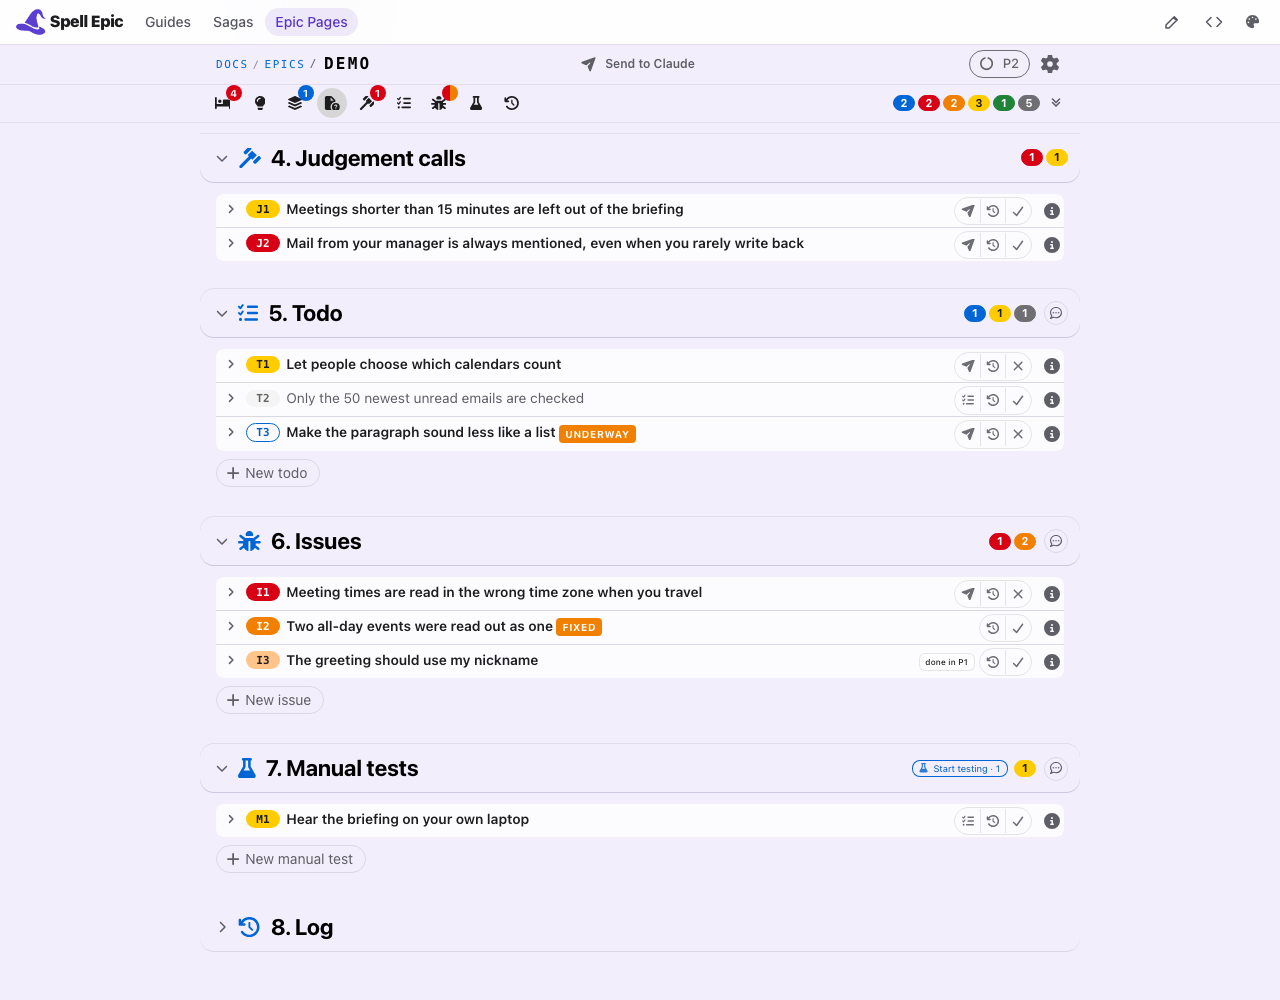 Spell Epic Guides Sagas Epic Pages
DOCS / EPICS / DEMO Send to Claude P2
4 1 1 2 2 2 3 1 5
4. Judgement calls 1 1
J1 Meetings shorter than 15 minutes are left out of the briefing
J2 Mail from your manager is always mentioned, even when you rarely write back
5. Todo 1 1 1
T1 Let people choose which calendars count
T2 Only the 50 newest unread emails are checked
T3 Make the paragraph sound less like a list UNDERWAY
New todo
6. Issues 1 2
I1 Meeting times are read in the wrong time zone when you travel
I2 Two all-day events were read out as one FIXED
I3 The greeting should use my nickname done in P1
New issue
7. Manual tests Start testing · 1 1
M1 Hear the briefing on your own laptop
New manual test
8. Log